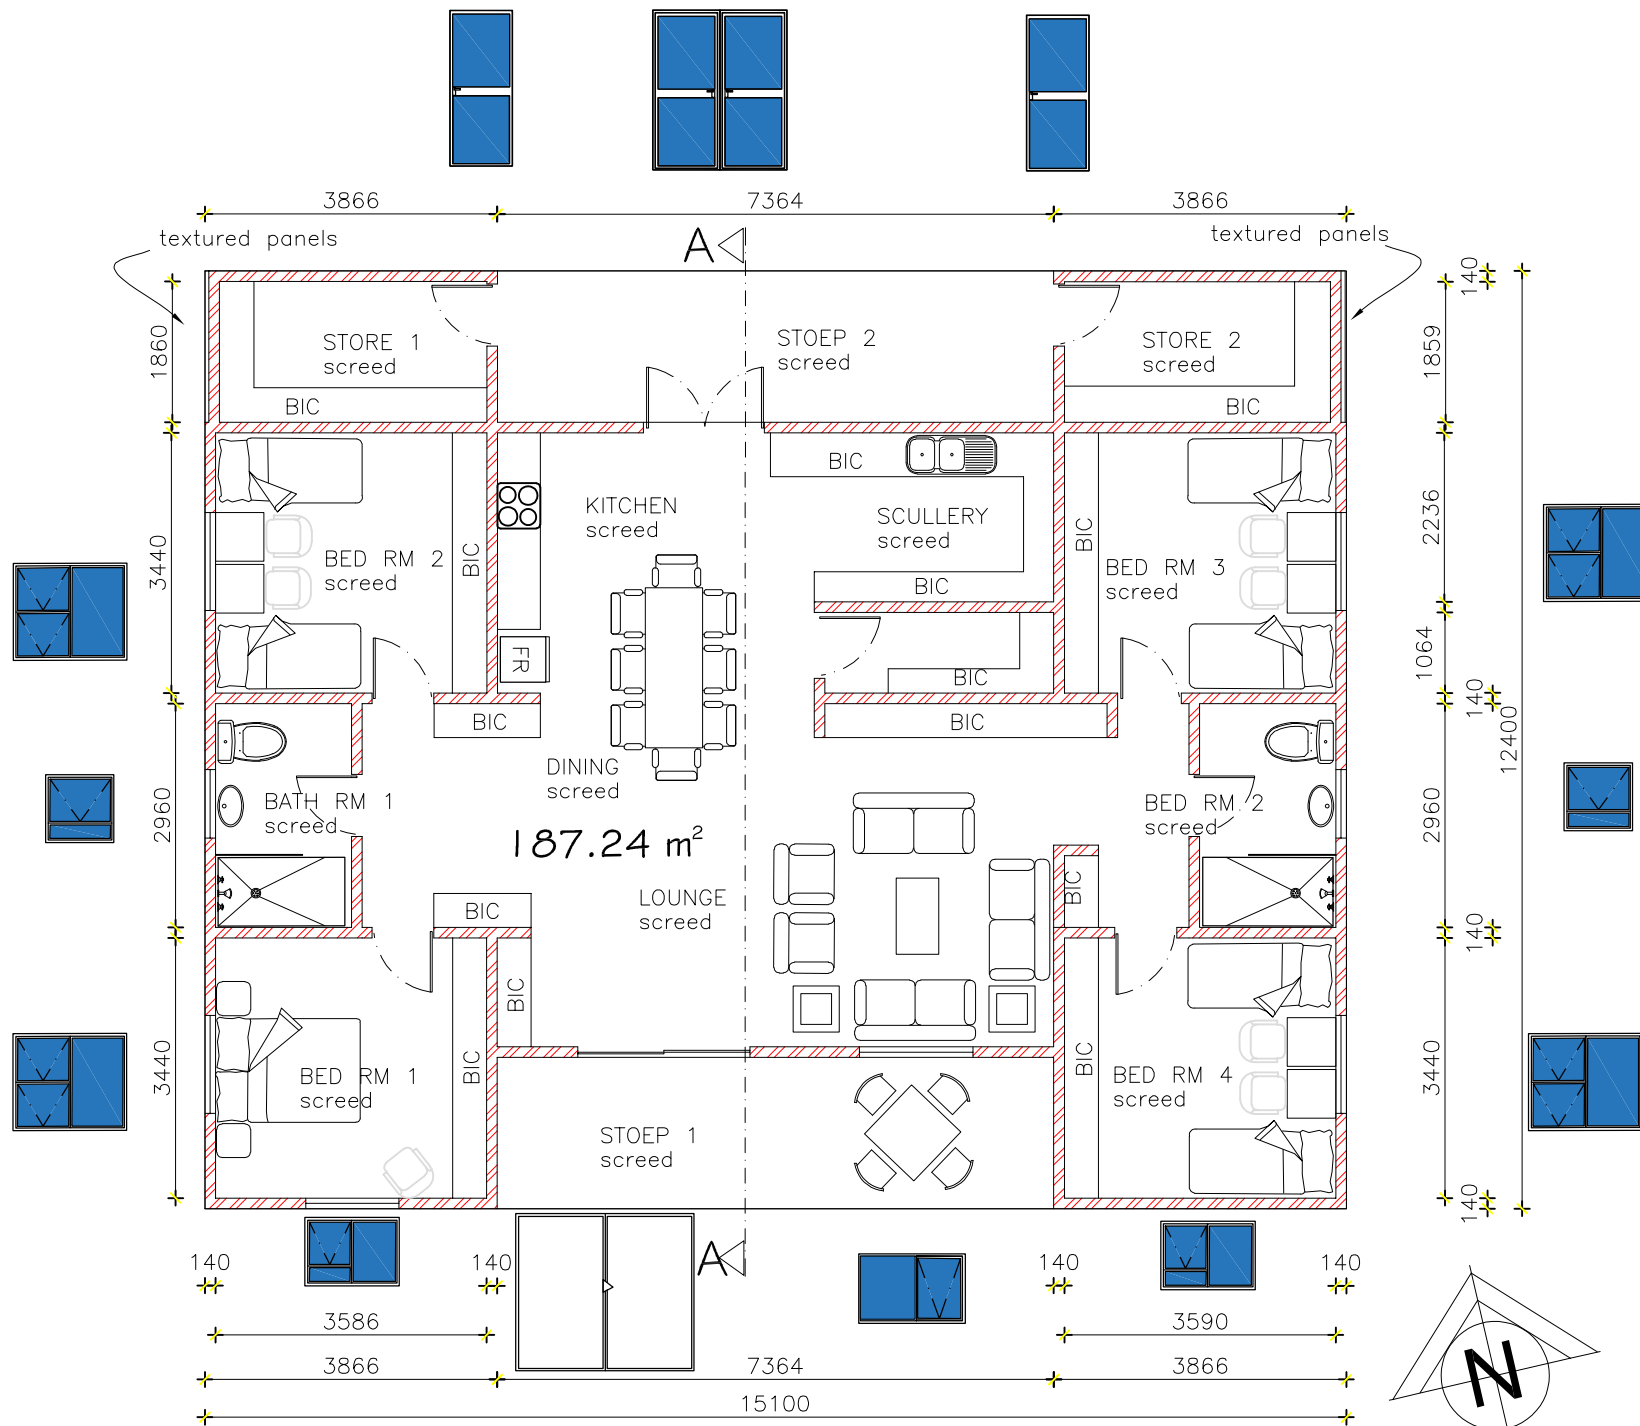 3866
7364
3866
textured panels
A
textured panels
140
1860
STORE 1
screed
STOEP 2
screed
STORE 2
screed
1859
BIC
BIC
BIC
KITCHEN
screed
SCULLERY
screed
2236
3440
BED RM 2
screed
BIC
BIC
BED RM 3
screed
BIC
FR
BIC
1064
140
BIC
BIC
12400
DINING
screed
BATH RM 1
screed
BED RM 2
screed
2960
2960
187.24 m²
LOUNGE
screed
BIC
BIC
140
BIC
3440
BED RM 1
screed
BIC
BIC
BED RM 4
screed
3440
STOEP 1
screed
140
A
140
140
140
140
3586
3590
3866
7364
3866
15100
N